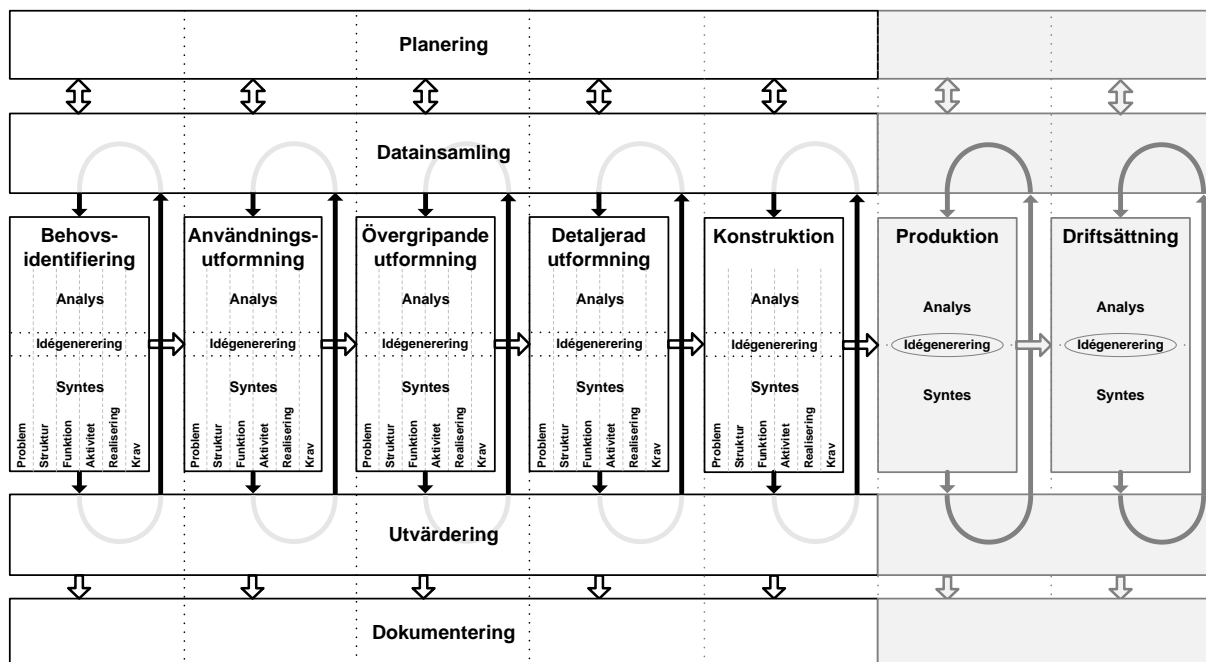 Planering
Datainsamling
Behovs-
identifiering
Analys
Idégenerering
Syntes
Problem
Struktur
Funktion
Aktivitet
Realisering
Krav
Användnings-
utformning
Analys
Idégenerering
Syntes
Problem
Struktur
Funktion
Aktivitet
Realisering
Krav
Övergripande
utformning
Analys
Idégenerering
Syntes
Problem
Struktur
Funktion
Aktivitet
Realisering
Krav
Detaljerad
utformning
Analys
Idégenerering
Syntes
Problem
Struktur
Funktion
Aktivitet
Realisering
Krav
Konstruktion
Analys
Idégenerering
Syntes
Problem
Struktur
Funktion
Aktivitet
Realisering
Krav
Produktion
Analys
Idégenerering
Syntes
Driftsättning
Analys
Idégenerering
Syntes
Utvärdering
Dokumentering